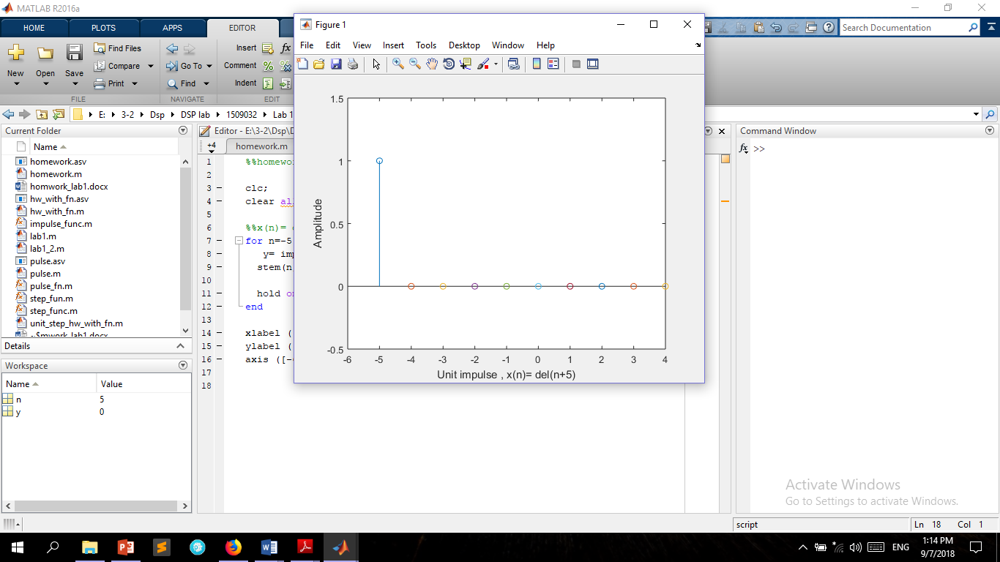 MATLAB R2016a
HOME PLOTS APPS EDITOR
Search Documentation
New Open Save Find Files Compare Print
Go To Find
Insert fx
Comment
Indent
FILE NAVIGATE EDIT
E: 3-2 Dsp DSP lab 1509032 Lab 1
Current Folder
Name
homework.asv
homework.m
homwork_lab1.docx
hw_with_fn.asv
hw_with_fn.m
impulse_func.m
lab1.m
lab1_2.m
pulse.asv
pulse.m
pulse_fn.m
step_fun.m
step_func.m
unit_step_hw_with_fn.m
~$mwork_lab1.docx
Details
Workspace
Name Value
n 5
y 0
Editor - E:\3-2\Dsp\D
+4 homework.m
1 %%homewor
2
3 clc;
4 clear al
5
6 %%x(n)=
7 for n=-5
8 y= imp
9 stem(n
10
11 hold on
12 end
13
14 xlabel (
15 ylabel (
16 axis ([-
17
18
Figure 1
File Edit View Insert Tools Desktop Window Help
1.5
1
0.5
0
-0.5
Amplitude
-6 -5 -4 -3 -2 -1 0 1 2 3 4
Unit impulse , x(n)= del(n+5)
Command Window
fx >>
Activate Windows
Go to Settings to activate Windows.
script Ln 18 Col 1
ENG
1:14 PM
9/7/2018